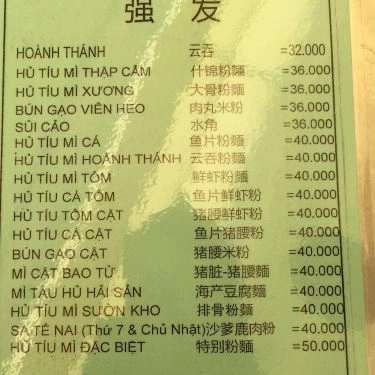 强 发
HOÀNH THÁNH 云吞 =32.000
HỦ TÍU MÌ THẬP CẨM 什锦粉麵 =36.000
HỦ TÍU MÌ XƯƠNG 大骨粉麵 =36.000
BÚN GẠO VIÊN HEO 肉丸米粉 =36.000
SỦI CẢO 水角 =36.000
HỦ TÍU MÌ CÁ 鱼片粉麵 =40.000
HỦ TÍU MÌ HOÀNH THÁNH 云吞粉麵 =40.000
HỦ TÍU MÌ TÔM 鲜虾粉麵 =40.000
HỦ TÍU CÁ TÔM 鱼片鲜虾粉 =40.000
HỦ TÍU TÔM CẬT 猪腰鲜虾粉 =40.000
HỦ TÍU CÁ CẬT 鱼片猪腰粉 =40.000
BÚN GẠO CẬT 猪腰米粉 =40.000
MÌ CẬT BAO TỬ 猪脏-猪腰麵 =40.000
MÌ TÀU HỦ HẢI SẢN 海产豆腐麵 =40.000
HỦ TÍU MÌ SƯỜN KHO 排骨粉麵 =40.000
SA TẾ NAI (Thứ 7 & Chủ Nhật)沙爹鹿肉粉 =40.000
HỦ TÍU MÌ ĐẶC BIỆT 特别粉麵 =50.000